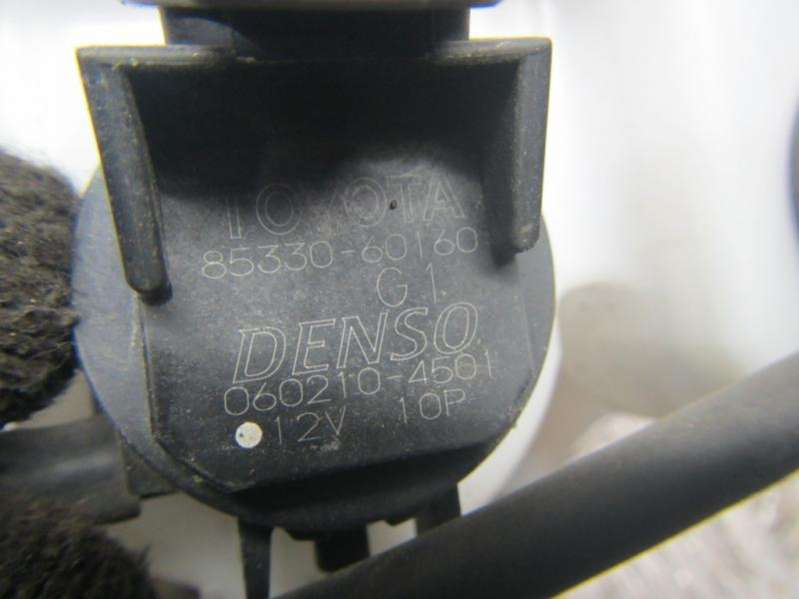 TOYOTA
85330-60160
G1
DENSO
060210-4501
12V 10P